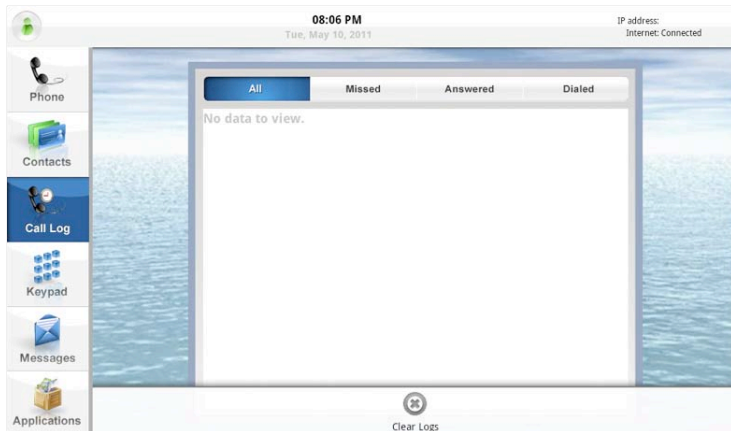 08:06 PM
Tue, May 10, 2011
IP address:
Internet: Connected
Phone
Contacts
Call Log
Keypad
Messages
Applications
All Missed Answered Dialed
No data to view.
Clear Logs